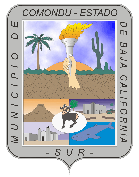 MUNICIPIO DE
COMONDU - ESTADO
DE BAJA CALIFORNIA
- SUR -